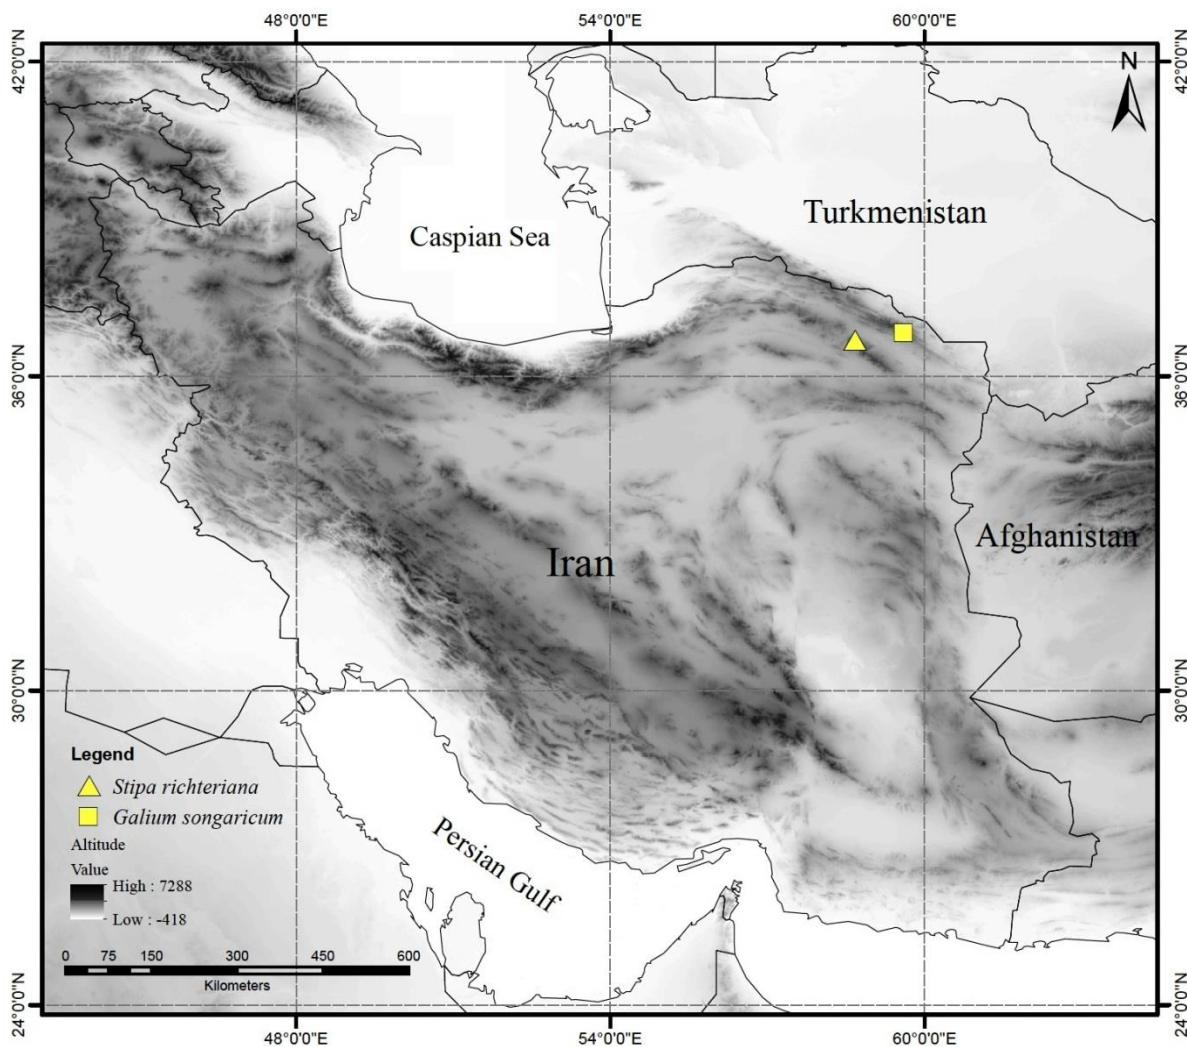 48°0'0"E 54°0'0"E 60°0'0"E
42°0'0"N 42°0'0"N
N
Turkmenistan
Caspian Sea
36°0'0"N 36°0'0"N
Afghanistan
Iran
30°0'0"N 30°0'0"N
Legend
Stipa richteriana
Galium songaricum
Altitude
Value
High : 7288
Low : -418
Persian Gulf
0 75 150 300 450 600
Kilometers
24°0'0"N 24°0'0"N
48°0'0"E 54°0'0"E 60°0'0"E